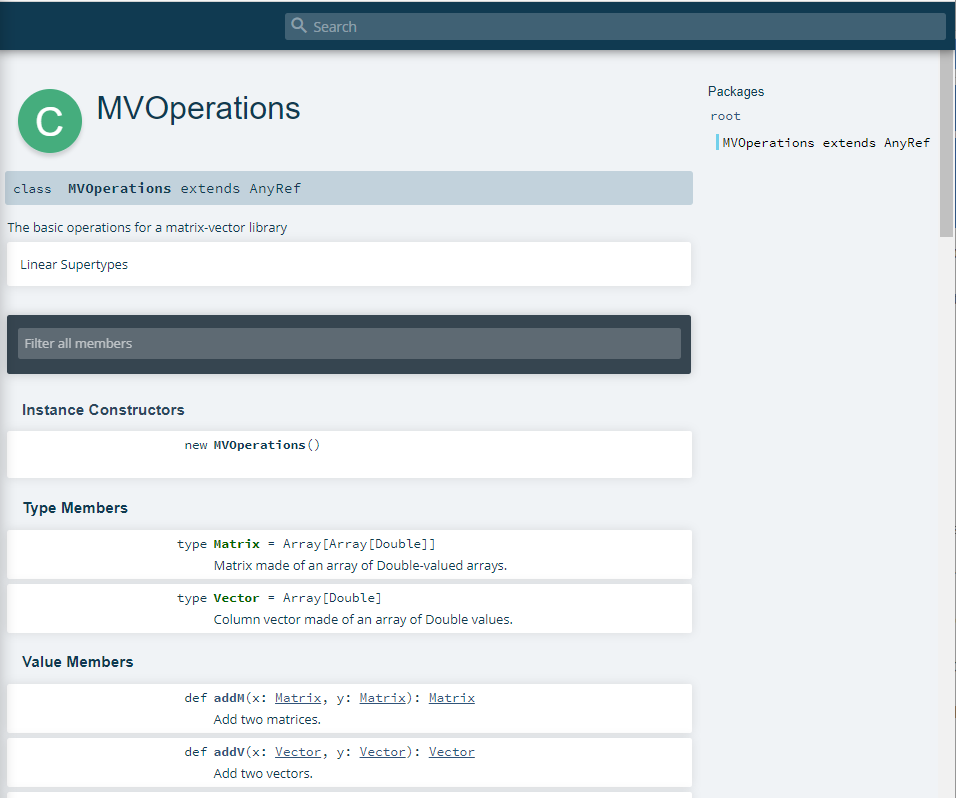 Search
C
MVOperations
class MVOperations extends AnyRef
The basic operations for a matrix-vector library
Linear Supertypes
Filter all members
Instance Constructors
new MVOperations()
Type Members
type Matrix = Array[Array[Double]]
Matrix made of an array of Double-valued arrays.
type Vector = Array[Double]
Column vector made of an array of Double values.
Value Members
def addM(x: Matrix, y: Matrix): Matrix
Add two matrices.
def addV(x: Vector, y: Vector): Vector
Add two vectors.
Packages
root
MVOperations extends AnyRef